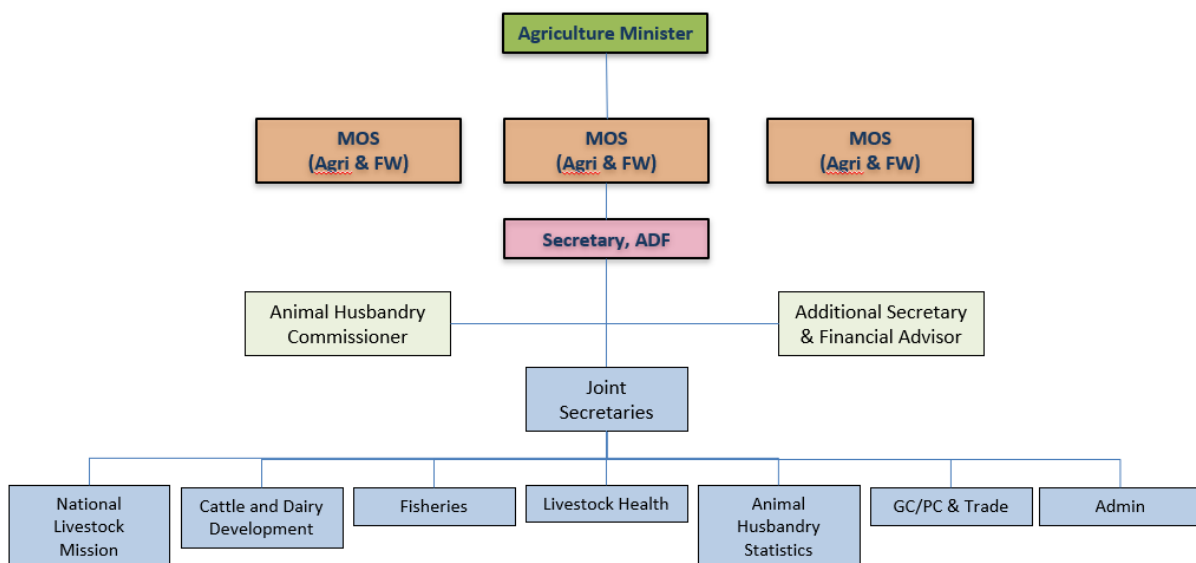 Agriculture Minister
MOS
(Agri & FW)
MOS
(Agri & FW)
MOS
(Agri & FW)
Secretary, ADF
Animal Husbandry
Commissioner
Additional Secretary
& Financial Advisor
Joint
Secretaries
National
Livestock
Mission
Cattle and Dairy
Development
Fisheries
Livestock Health
Animal
Husbandry
Statistics
GC/PC & Trade
Admin